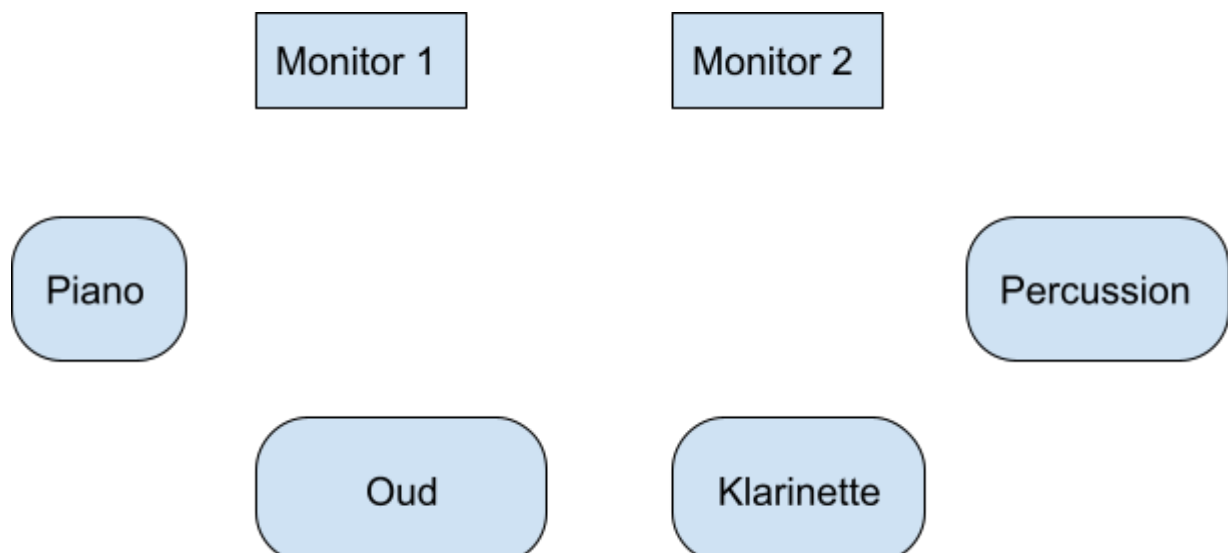 Monitor 1
Monitor 2
Piano
Percussion
Oud
Klarinette